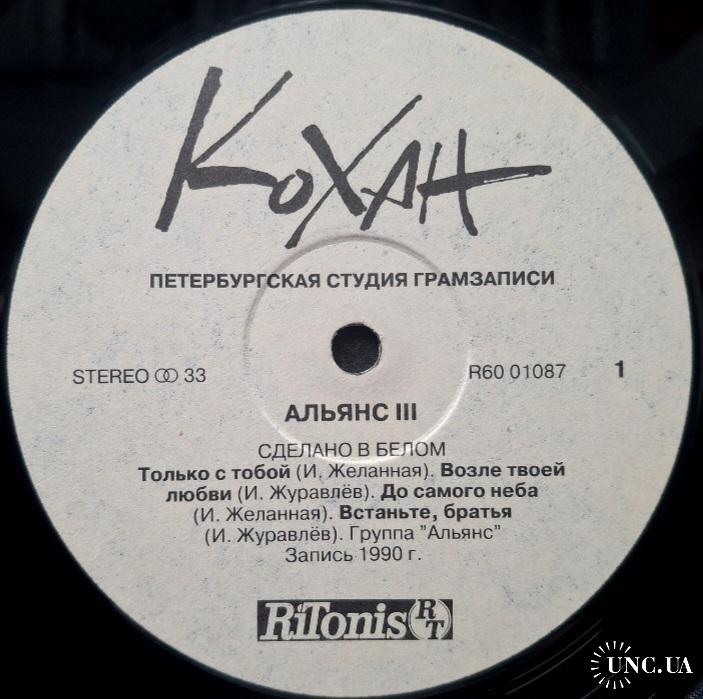 Кохан
ПЕТЕРБУРГСКАЯ СТУДИЯ ГРАМЗАПИСИ
STEREO 33
R60 01087
1
АЛЬЯНС III
СДЕЛАНО В БЕЛОМ
Только с тобой (И. Желанная). Возле твоей
любви (И. Журавлёв). До самого неба
(И. Желанная). Встаньте, братья
(И. Журавлёв). Группа "Альянс"
Запись 1990 г.
RiTonis RT
UNC.UA